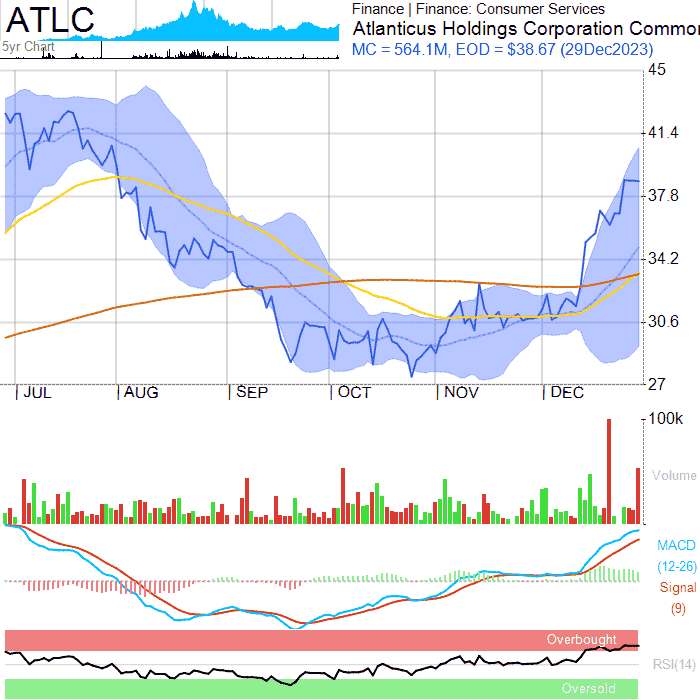 ATLC
5yr Chart
Finance | Finance: Consumer Services
Atlanticus Holdings Corporation Commo
MC = 564.1M, EOD = $38.67 (29Dec2023)
45
41.4
37.8
34.2
30.6
27
JUL AUG SEP OCT NOV DEC
100k
Volume
MACD
(12-26)
Signal
(9)
Overbought
RSI(14)
Oversold